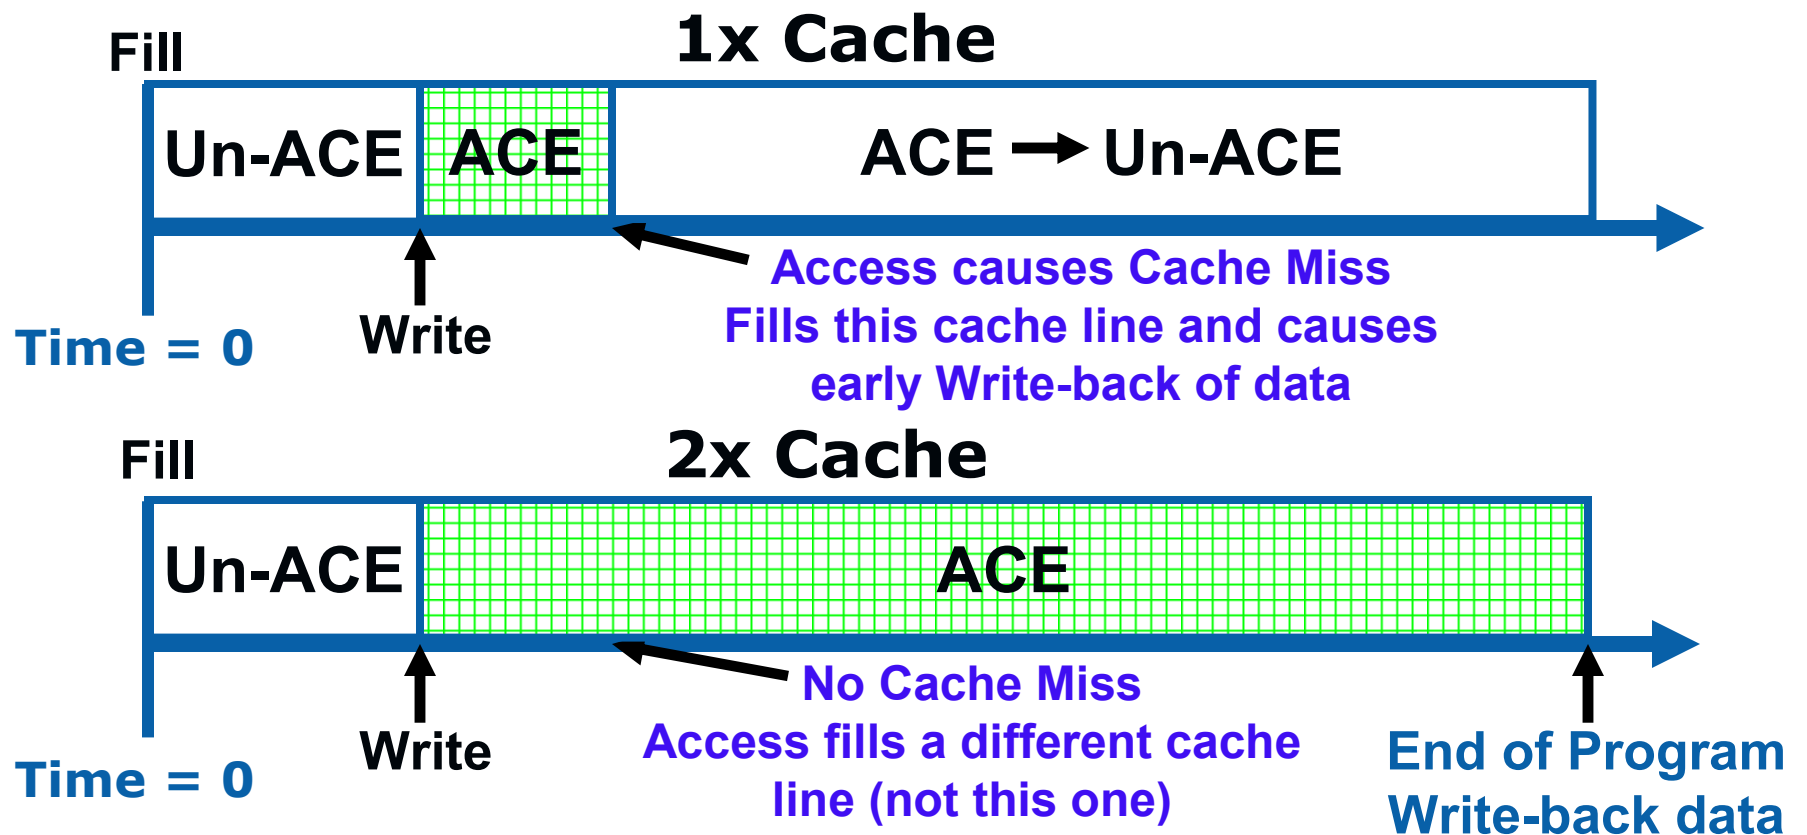 1x Cache
Fill
Un-ACE
ACE
ACE
Un-ACE
Access causes Cache Miss
Fills this cache line and causes
early Write-back of data
Write
Time = 0
2x Cache
Fill
Un-ACE
ACE
No Cache Miss
Access fills a different cache
line (not this one)
Write
Time = 0
End of Program
Write-back data